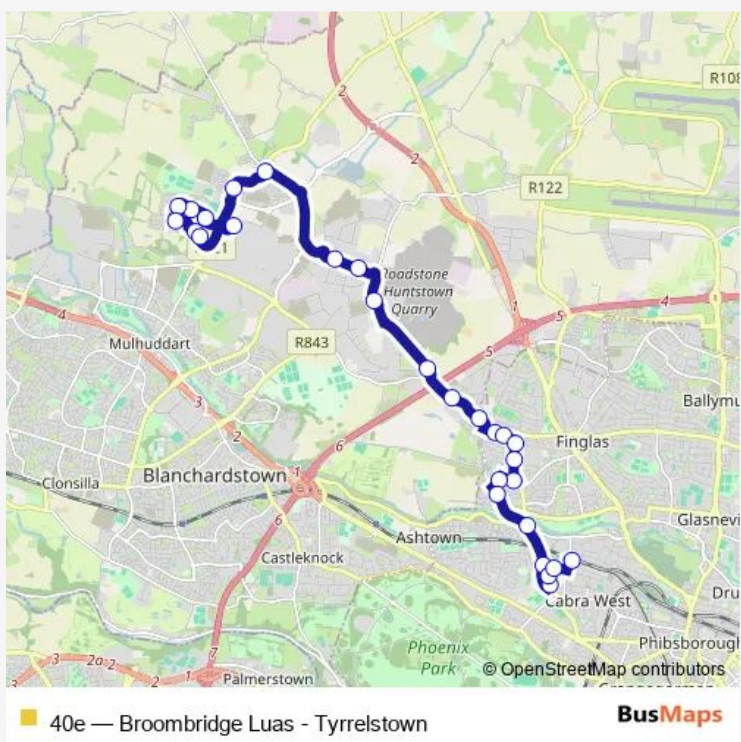 R108
2
2
R122
Roadstone
Huntstown
Quarry
1
5
4
4
Mulhuddart
R843
5
3
Ballymu
2
6
Finglas
Clonsilla
Blanchardstown
1
Glasnevi
6
Ashtown
Castleknock
Cabra West
Dru
Phoenix
Park
Phibsborough
© OpenStreetMap contributors
3
2a
2
7
1
2
Palmerstown
40e — Broombridge Luas - Tyrrelstown
BusMaps